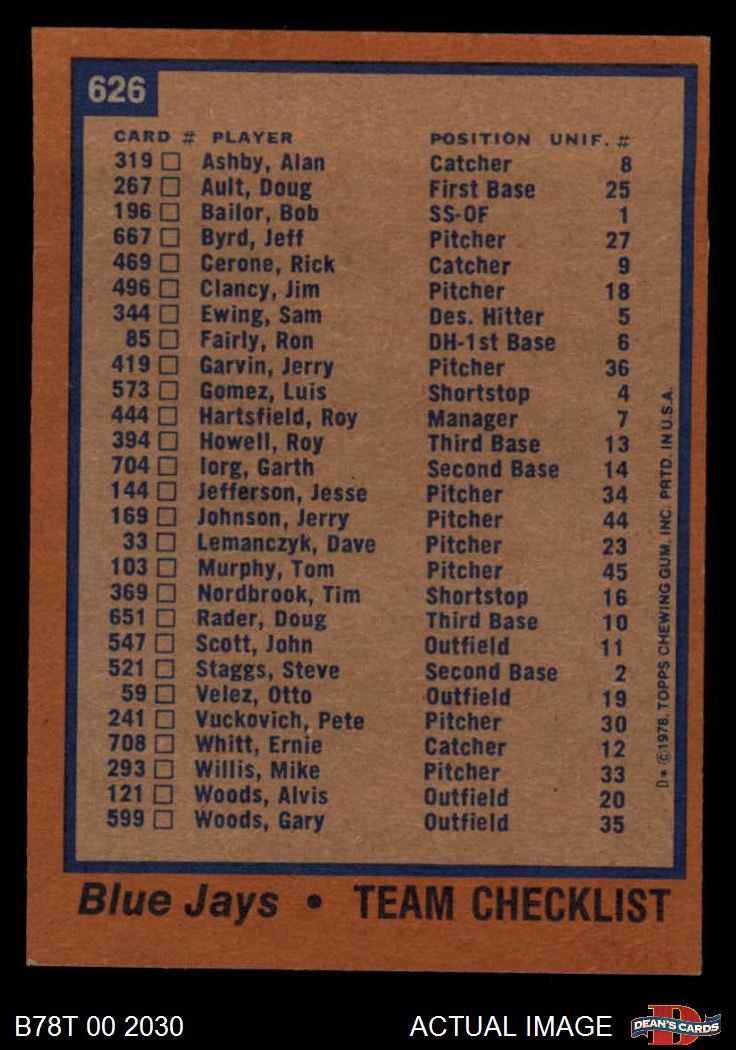 626
CARD # PLAYER POSITION UNIF. #
319 Ashby, Alan Catcher 8
267 Ault, Doug First Base 25
196 Bailor, Bob SS-OF 1
667 Byrd, Jeff Pitcher 27
469 Cerone, Rick Catcher 9
496 Clancy, Jim Pitcher 18
344 Ewing, Sam Des. Hitter 5
85 Fairly, Ron DH-1st Base 6
419 Garvin, Jerry Pitcher 36
573 Gomez, Luis Shortstop 4
444 Hartsfield, Roy Manager 7
394 Howell, Roy Third Base 13
704 Iorg, Garth Second Base 14
144 Jefferson, Jesse Pitcher 34
169 Johnson, Jerry Pitcher 44
33 Lemanczyk, Dave Pitcher 23
103 Murphy, Tom Pitcher 45
369 Nordbrook, Tim Shortstop 16
651 Rader, Doug Third Base 10
547 Scott, John Outfield 11
521 Staggs, Steve Second Base 2
59 Velez, Otto Outfield 19
241 Vuckovich, Pete Pitcher 30
708 Whitt, Ernie Catcher 12
293 Willis, Mike Pitcher 33
121 Woods, Alvis Outfield 20
599 Woods, Gary Outfield 35
D* © 1978, TOPPS CHEWING GUM, INC. PRTD. IN U.S.A.
Blue Jays • TEAM CHECKLIST
B78T 00 2030 ACTUAL IMAGE
DEAN'S CARDS